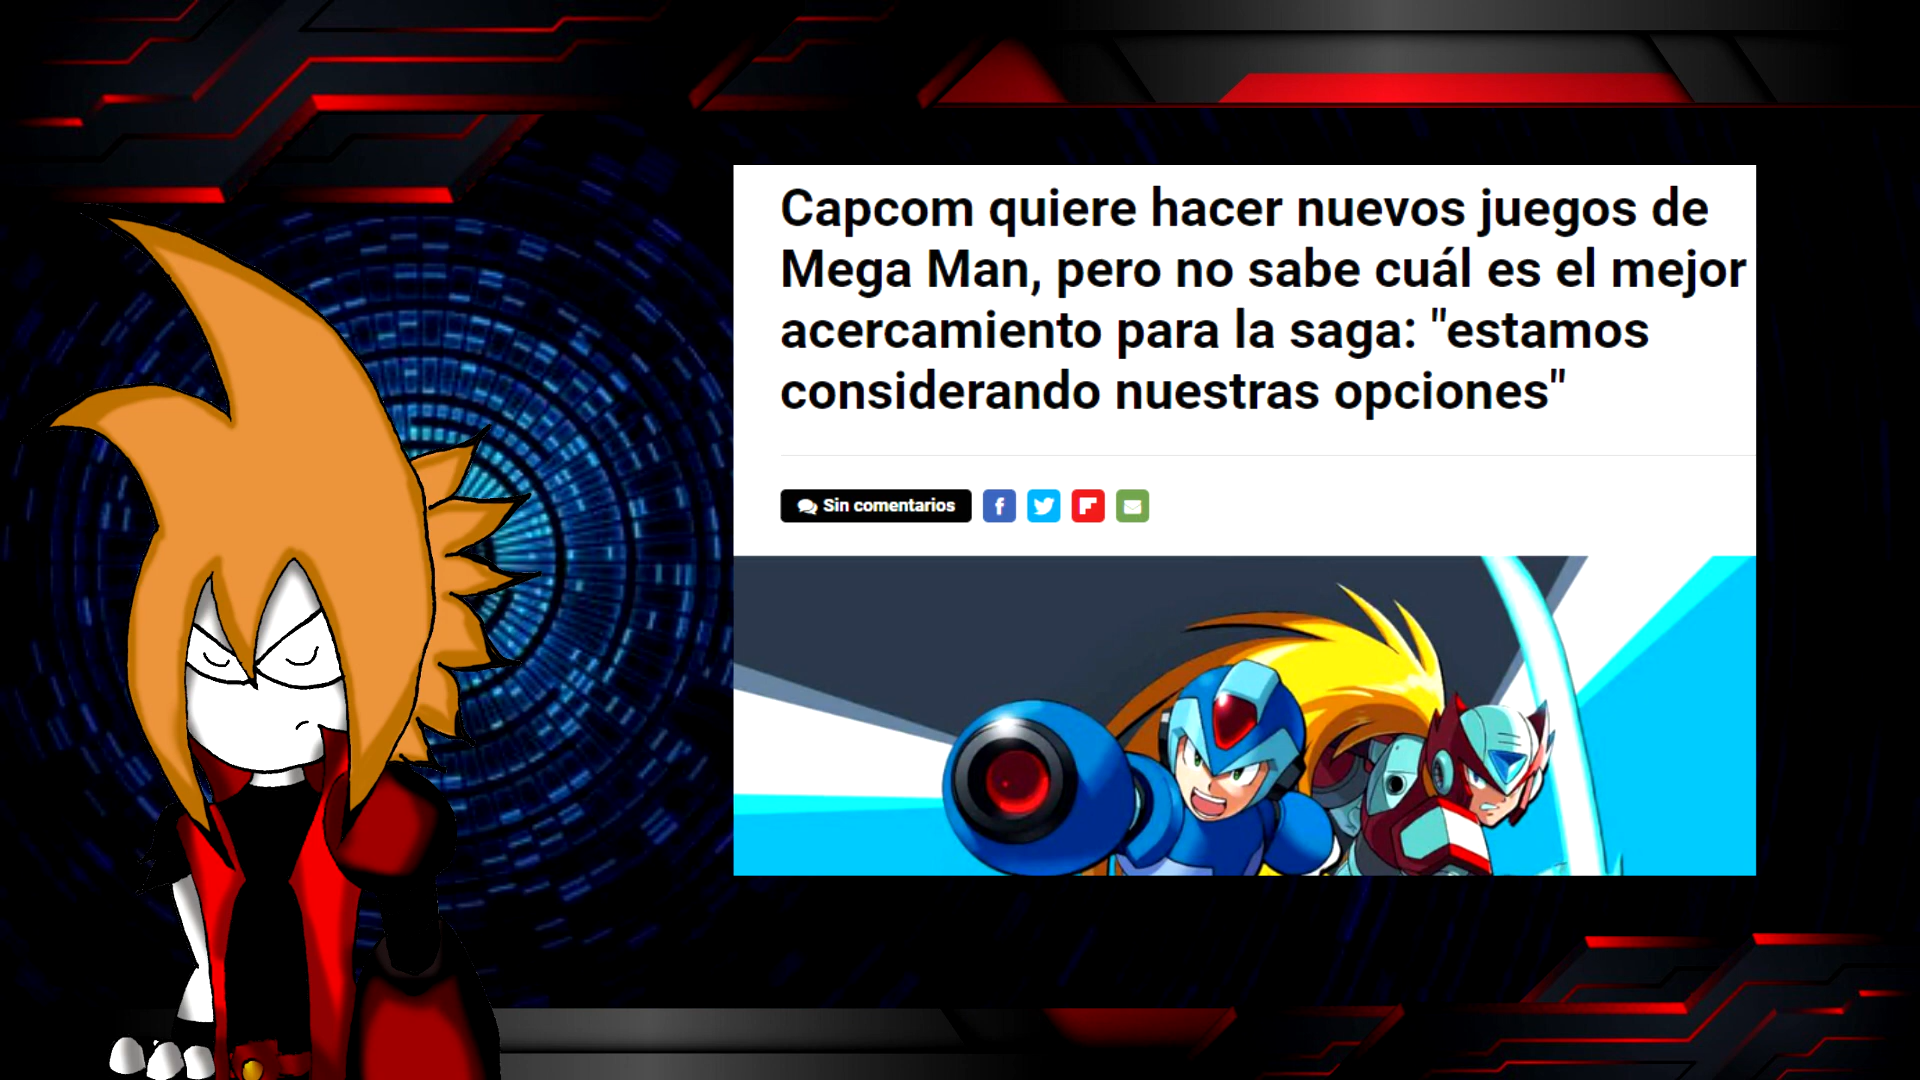 Capcom quiere hacer nuevos juegos de
Mega Man, pero no sabe cuál es el mejor
acercamiento para la saga: "estamos
considerando nuestras opciones"
Sin comentarios